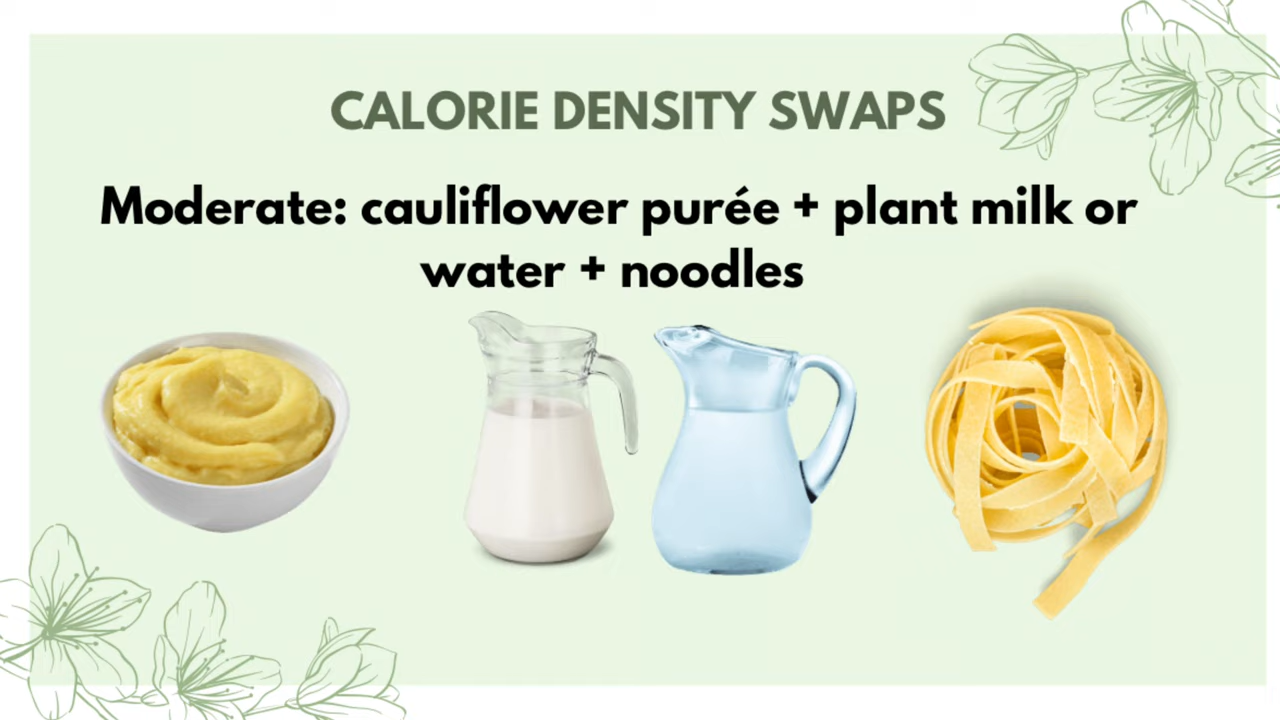 CALORIE DENSITY SWAPS
Moderate: cauliflower purée + plant milk or
water + noodles